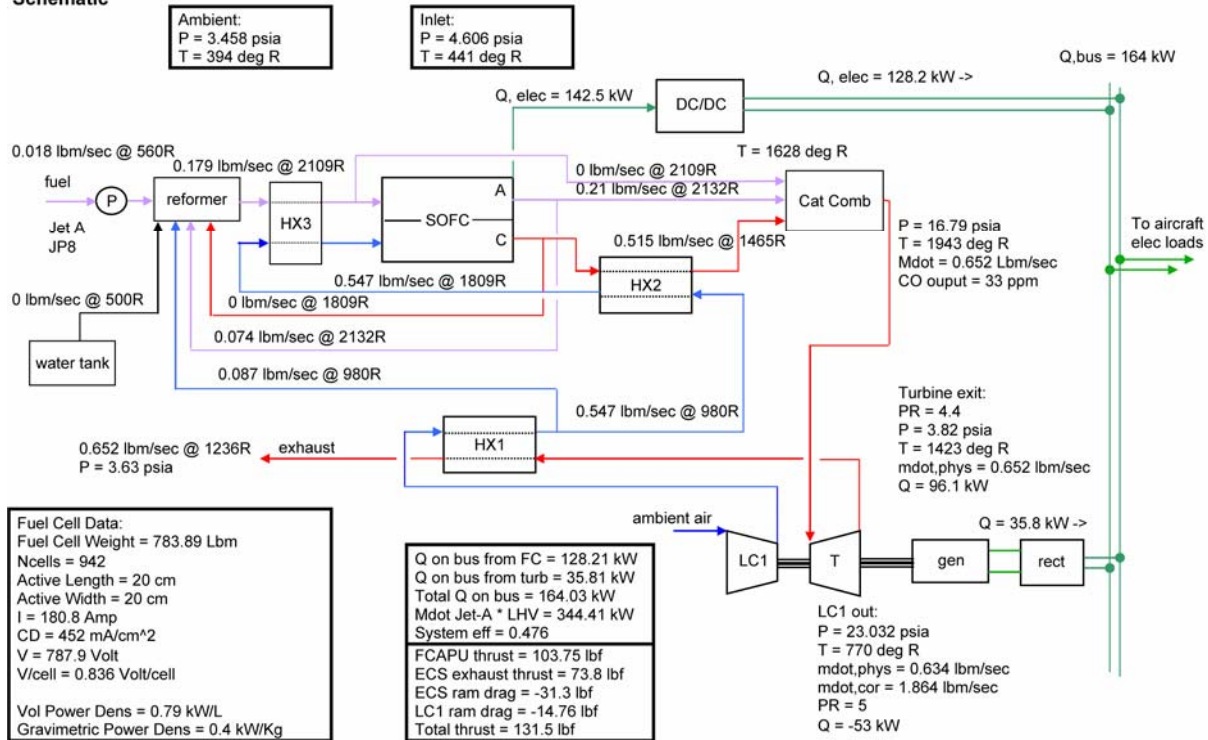 Schematic
Ambient:
P = 3.458 psia
T = 394 deg R
Inlet:
P = 4.606 psia
T = 441 deg R
Q,bus = 164 kW
Q, elec = 128.2 kW ->
Q, elec = 142.5 kW
DC/DC
0.018 lbm/sec @ 560R
0.179 lbm/sec @ 2109R
T = 1628 deg R
0 lbm/sec @ 2109R
0.21 lbm/sec @ 2132R
fuel
P
reformer
HX3
A
SOFC
C
Cat Comb
Jet A
JP8
P = 16.79 psia
T = 1943 deg R
Mdot = 0.652 Lbm/sec
CO ouput = 33 ppm
To aircraft
elec loads
0.515 lbm/sec @ 1465R
HX2
0.547 lbm/sec @ 1809R
0 lbm/sec @ 500R
0 lbm/sec @ 1809R
0.074 lbm/sec @ 2132R
water tank
0.087 lbm/sec @ 980R
0.547 lbm/sec @ 980R
Turbine exit:
PR = 4.4
P = 3.82 psia
T = 1423 deg R
mdot,phys = 0.652 lbm/sec
Q = 96.1 kW
HX1
0.652 lbm/sec @ 1236R
P = 3.63 psia
exhaust
ambient air
Q = 35.8 kW ->
LC1
T
gen
rect
Fuel Cell Data:
Fuel Cell Weight = 783.89 Lbm
Ncells = 942
Active Length = 20 cm
Active Width = 20 cm
I = 180.8 Amp
CD = 452 mA/cm^2
V = 787.9 Volt
V/cell = 0.836 Volt/cell
Vol Power Dens = 0.79 kW/L
Gravimetric Power Dens = 0.4 kW/Kg
Q on bus from FC = 128.21 kW
Q on bus from turb = 35.81 kW
Total Q on bus = 164.03 kW
Mdot Jet-A * LHV = 344.41 kW
System eff = 0.476
FCAPU thrust = 103.75 lbf
ECS exhaust thrust = 73.8 lbf
ECS ram drag = -31.3 lbf
LC1 ram drag = -14.76 lbf
Total thrust = 131.5 lbf
LC1 out:
P = 23.032 psia
T = 770 deg R
mdot,phys = 0.634 lbm/sec
mdot,cor = 1.864 lbm/sec
PR = 5
Q = -53 kW